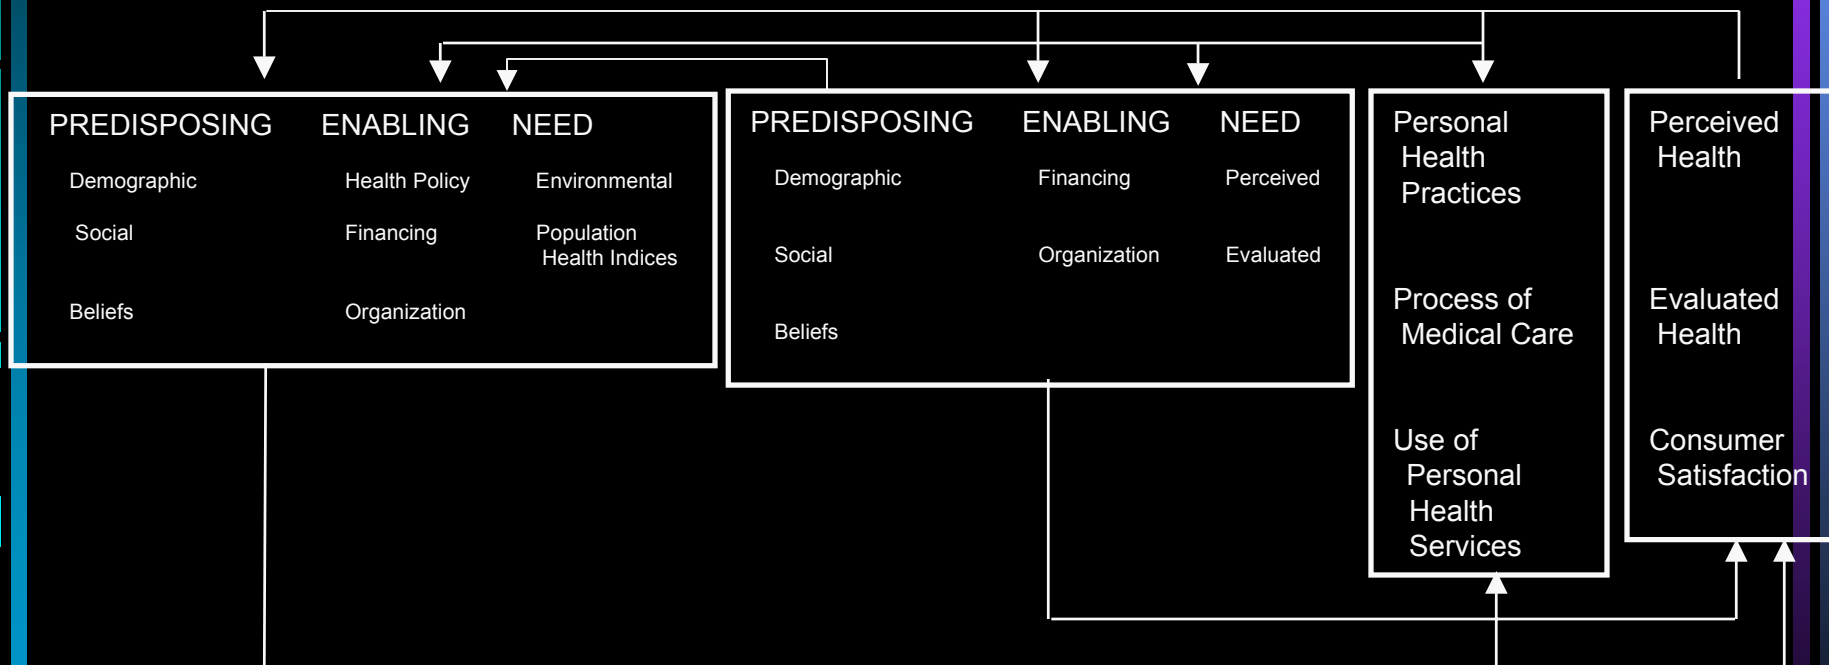 PREDISPOSING ENABLING NEED
Demographic Health Policy Environmental
Social Financing Population
Health Indices
Beliefs Organization
PREDISPOSING ENABLING NEED
Demographic Financing Perceived
Social Organization Evaluated
Beliefs
Personal
Health
Practices
Process of
Medical Care
Use of
Personal
Health
Services
Perceived
Health
Evaluated
Health
Consumer
Satisfaction